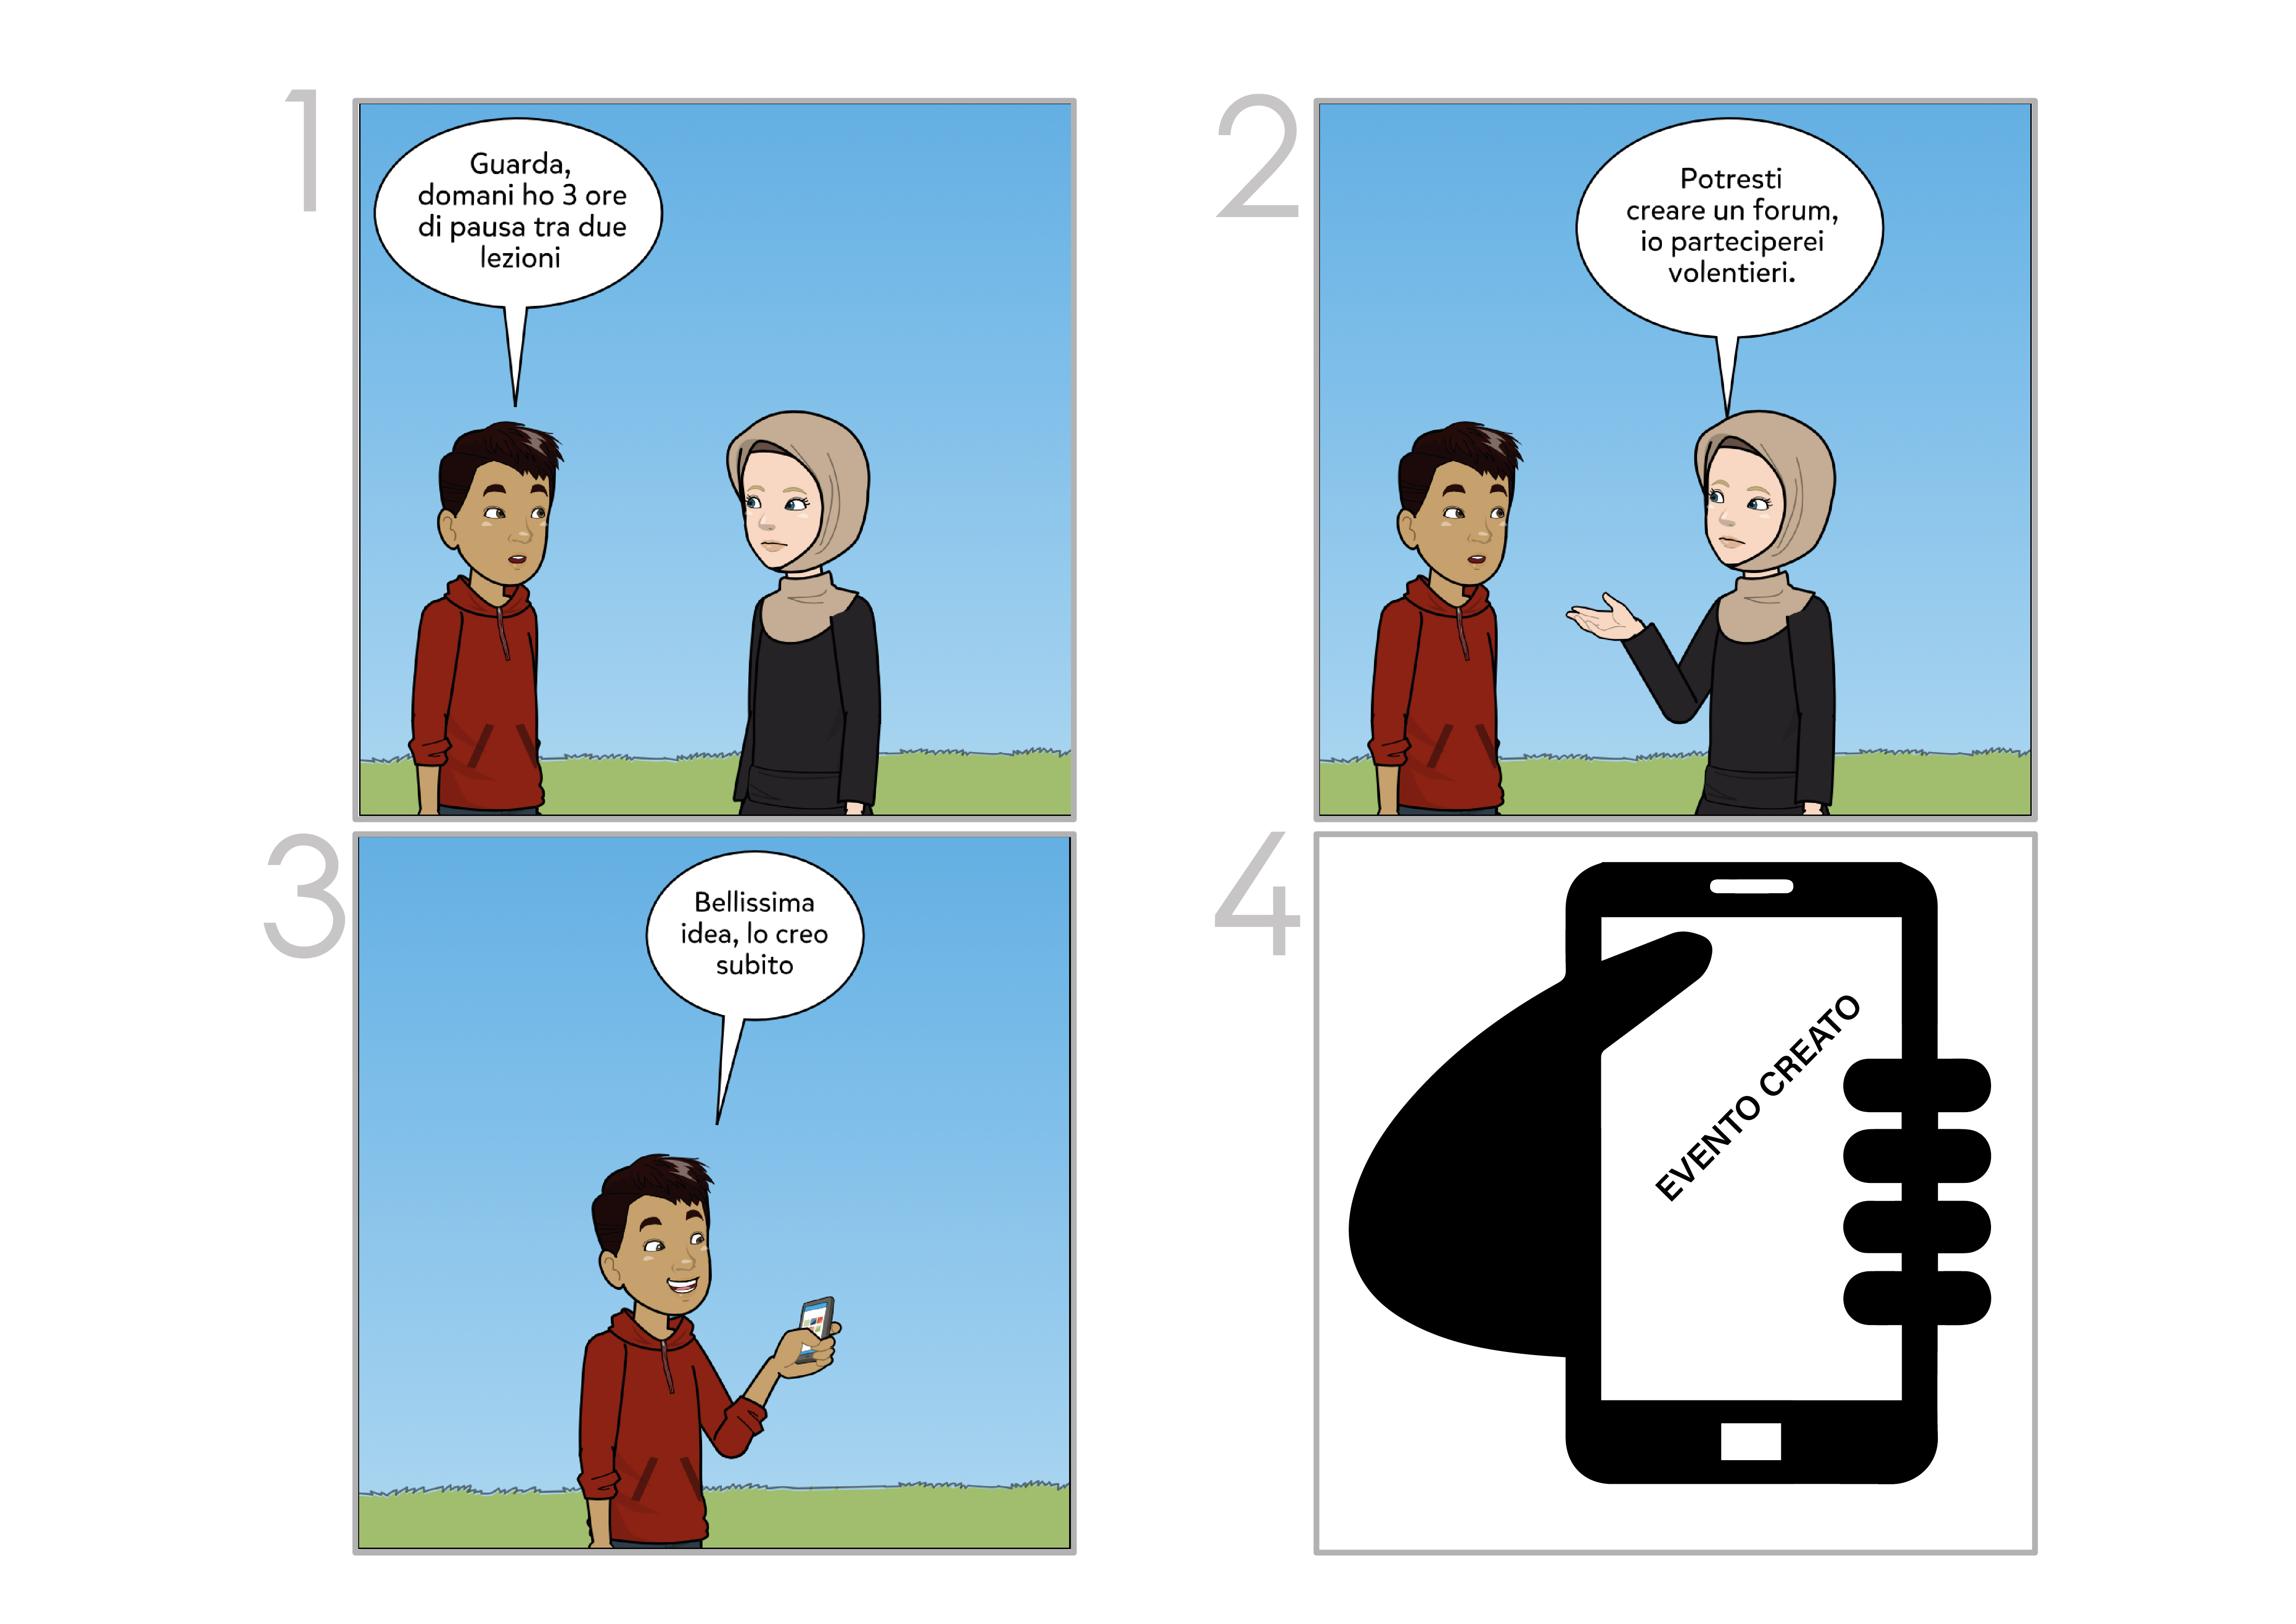 1
Guarda,
domani ho 3 ore
di pausa tra due
lezioni
2
Potresti
creare un forum,
io parteciperei
volentieri.
3
Bellissima
idea, lo creo
subito
4
EVENTO CREATO